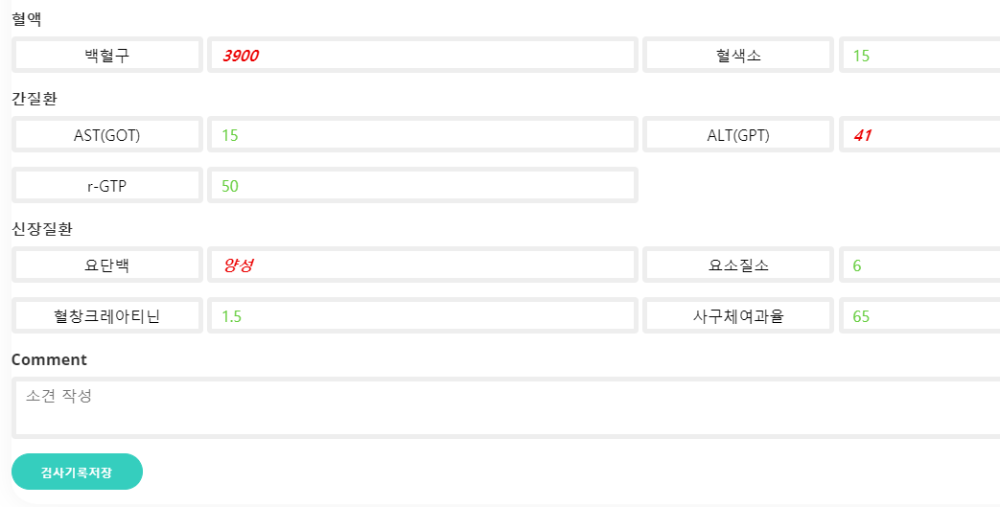 혈액
백혈구 3900 혈색소 15
간질환
AST(GOT) 15 ALT(GPT) 41
r-GTP 50
신장질환
요단백 양성 요소질소 6
혈창크레아티닌 1.5 사구체여과율 65
Comment
소견 작성
검사기록저장